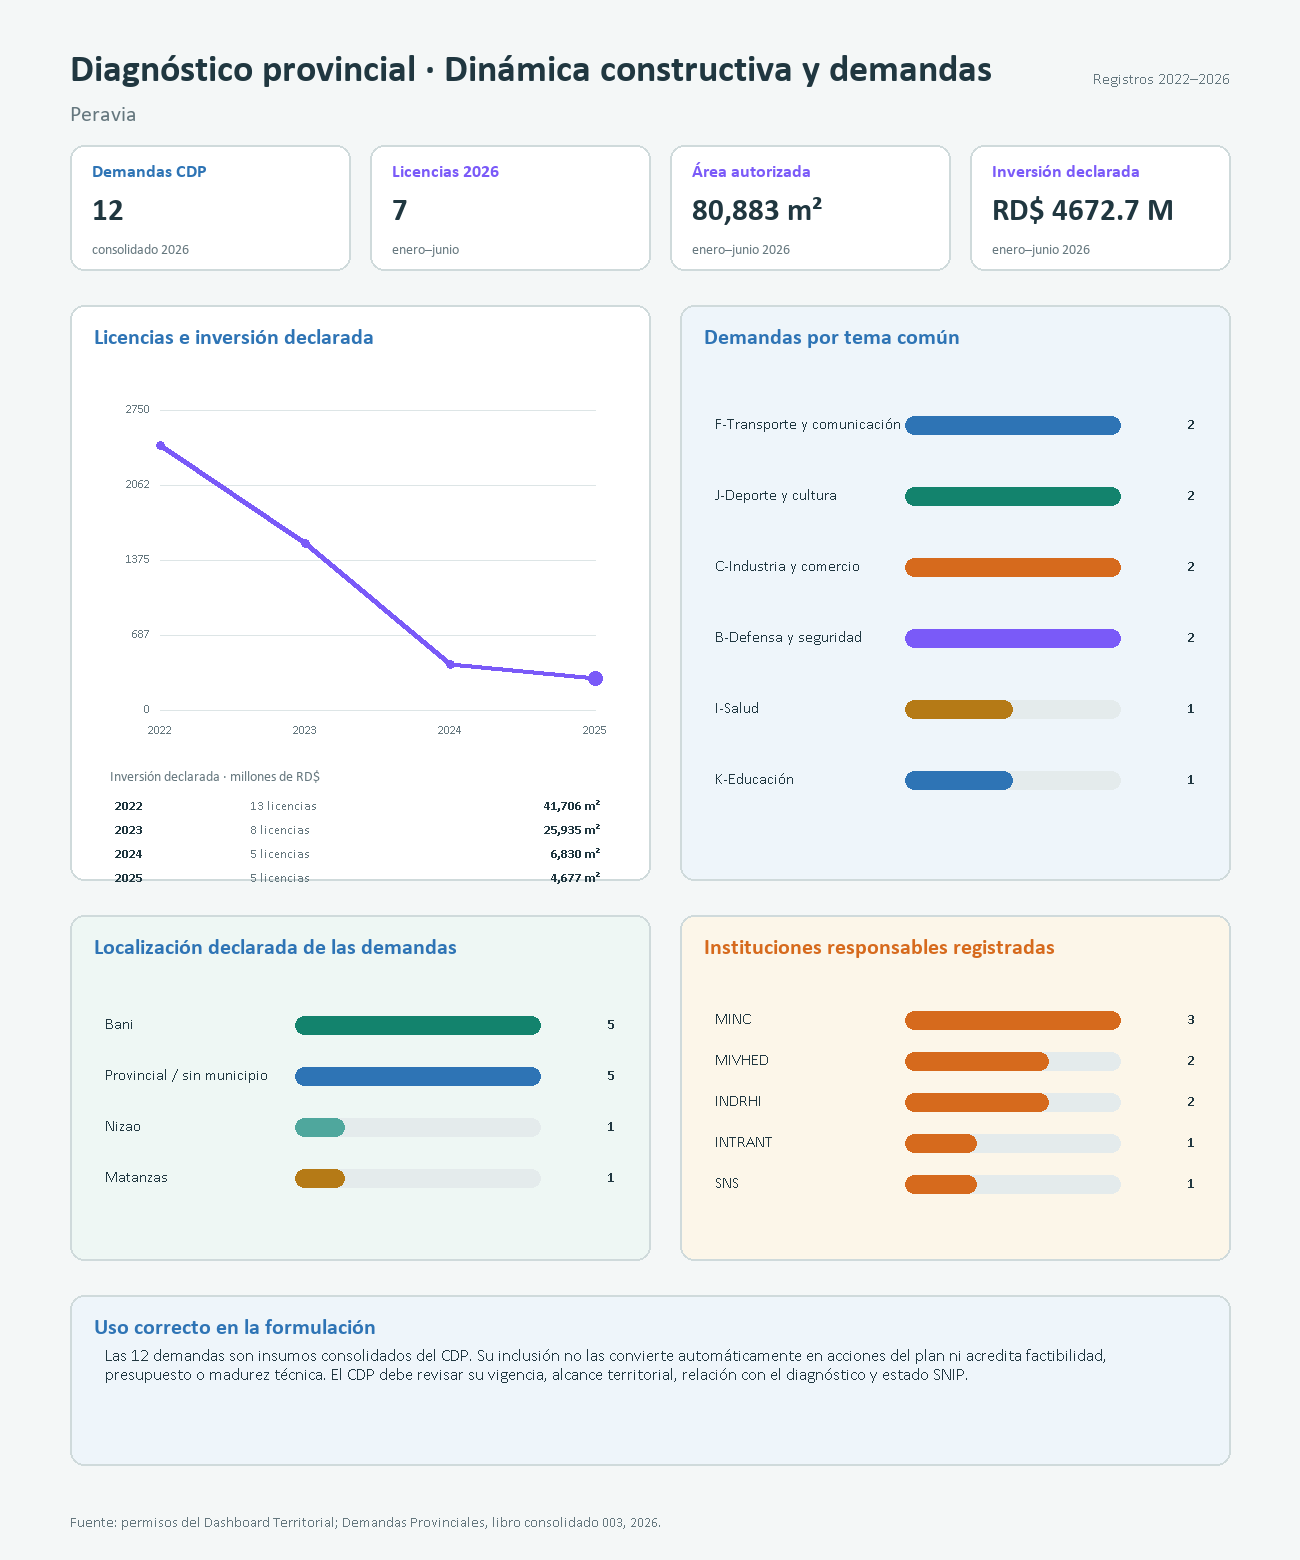 Diagnóstico provincial · Dinámica constructiva y demandas
Registros 2022–2026
Peravia
Demandas CDP
12
consolidado 2026
Licencias 2026
7
enero–junio
Área autorizada
80,883 m²
enero–junio 2026
Inversión declarada
RD$ 4672.7 M
enero–junio 2026
Licencias e inversión declarada
2750
2062
1375
687
0
2022 2023 2024 2025
Inversión declarada · millones de RD$
2022 13 licencias 41,706 m²
2023 8 licencias 25,935 m²
2024 5 licencias 6,830 m²
2025 5 licencias 4,677 m²
Demandas por tema común
F-Transporte y comunicación 2
J-Deporte y cultura 2
C-Industria y comercio 2
B-Defensa y seguridad 2
I-Salud 1
K-Educación 1
Localización declarada de las demandas
Bani 5
Provincial / sin municipio 5
Nizao 1
Matanzas 1
Instituciones responsables registradas
MINC 3
MIVHED 2
INDRHI 2
INTRANT 1
SNS 1
Uso correcto en la formulación
Las 12 demandas son insumos consolidados del CDP. Su inclusión no las convierte automáticamente en acciones del plan ni acredita factibilidad,
presupuesto o madurez técnica. El CDP debe revisar su vigencia, alcance territorial, relación con el diagnóstico y estado SNIP.
Fuente: permisos del Dashboard Territorial; Demandas Provinciales, libro consolidado 003, 2026.